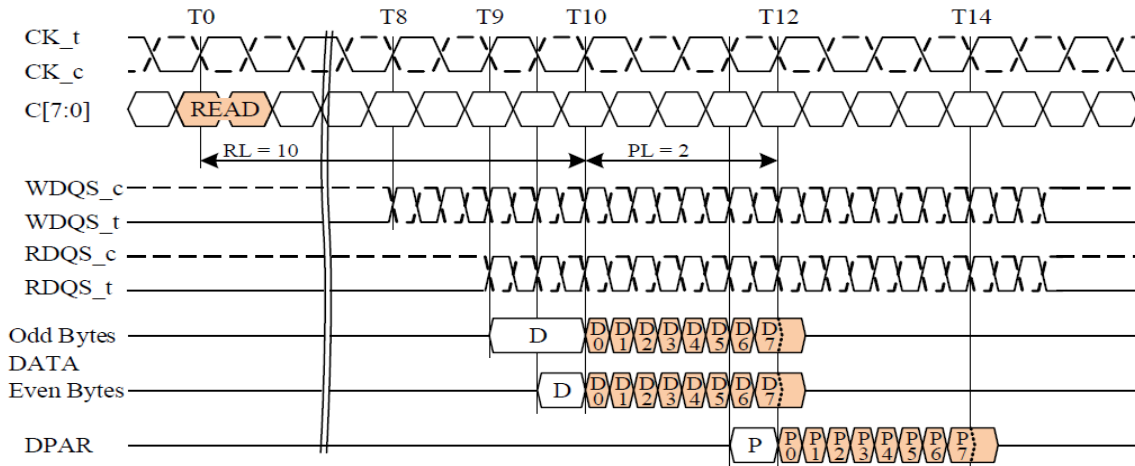 T0 T8 T9 T10 T12 T14
CK_t
CK_c
C[7:0] READ
RL = 10 PL = 2
WDQS_c
WDQS_t
RDQS_c
RDQS_t
Odd Bytes D D0 D1 D2 D3 D4 D5 D6 D7
DATA
Even Bytes D D0 D1 D2 D3 D4 D5 D6 D7
DPAR P P0 P1 P2 P3 P4 P5 P6 P7